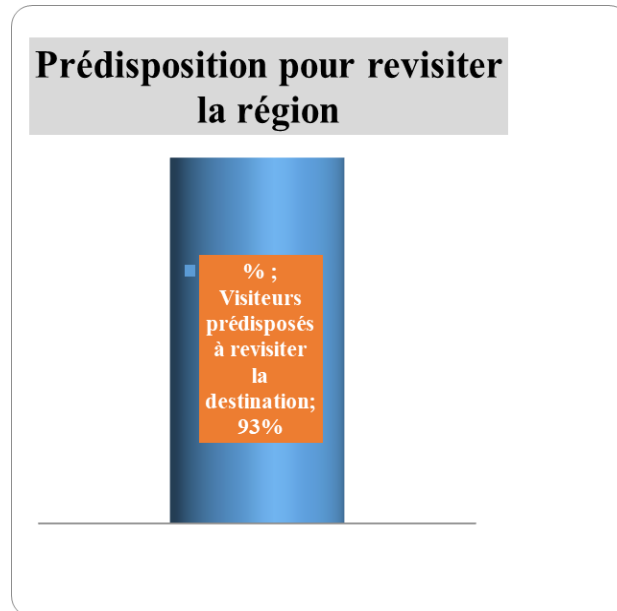 Prédisposition pour revisiter
la région
% ;
Visiteurs
prédisposés
à revisiter
la
destination;
93%